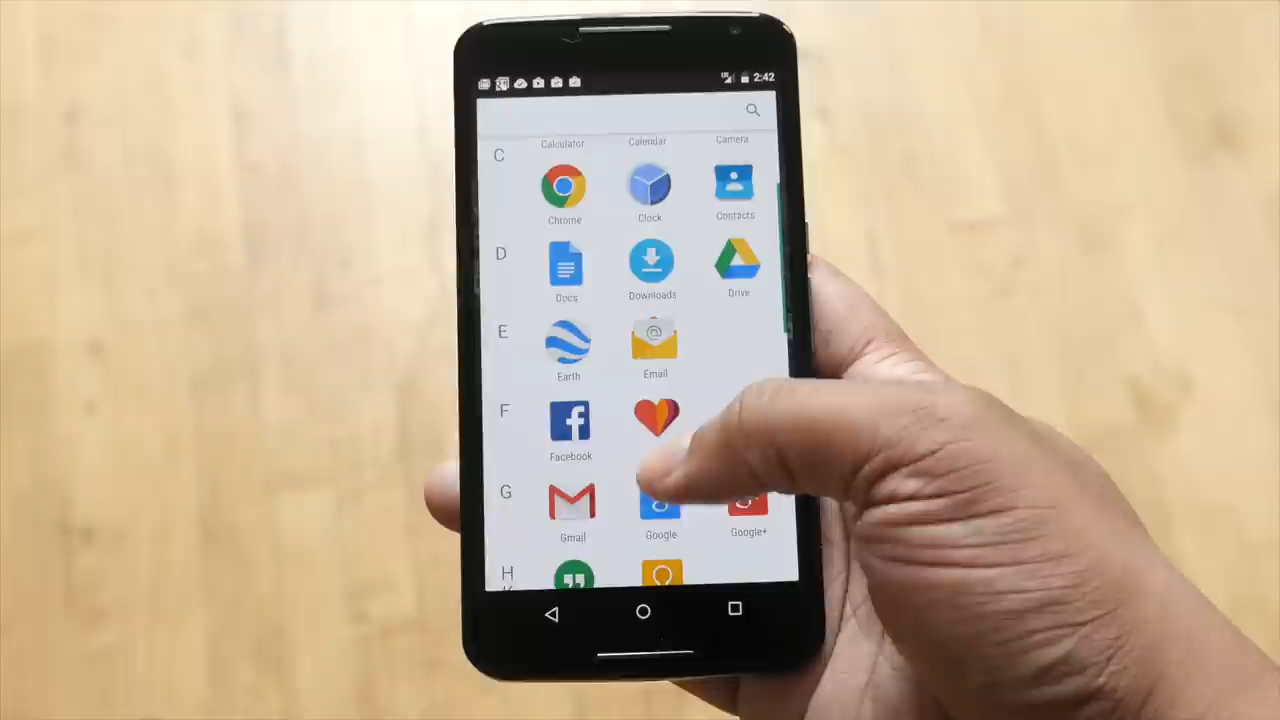 2:42
Calculator Calendar Camera
C
Chrome Clock Contacts
D
Docs Downloads Drive
E
Earth Email
F
Facebook
G
Gmail Google Google+
H
K